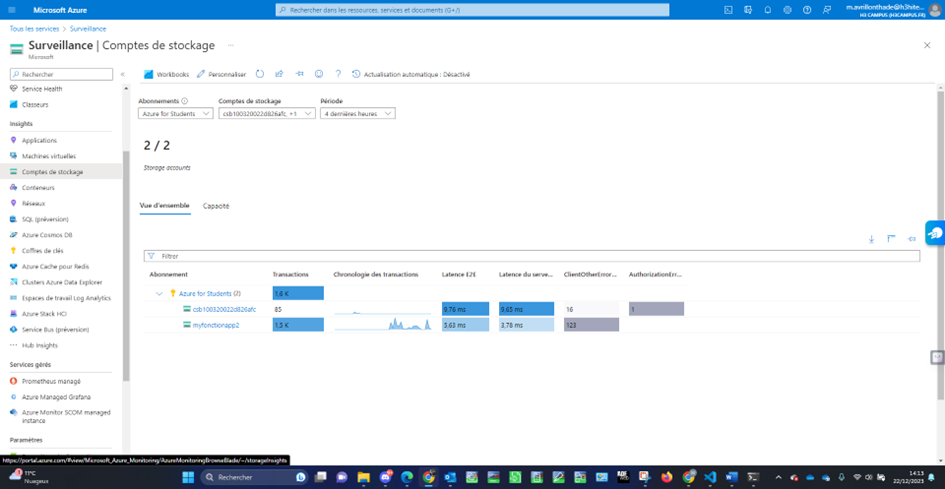 Microsoft Azure
Rechercher dans les ressources, services et documents (G+/)
m.avrillonthade@h3hite...
H3 CAMPUS (H3CAMPUS.FR)
Tous les services > Surveillance
Surveillance | Comptes de stockage ...
Microsoft
Rechercher
Workbooks Personnaliser Actualisation automatique : Désactivé
Service Health
Classeurs
Insights
Applications
Machines virtuelles
Comptes de stockage
Conteneurs
Réseaux
SQL (préversion)
Azure Cosmos DB
Coffres de clés
Azure Cache pour Redis
Clusters Azure Data Explorer
Espaces de travail Log Analytics
Azure Stack HCI
Service Bus (préversion)
Hub Insights
Services gérés
Prometheus managé
Azure Managed Grafana
Azure Monitor SCOM managed
instance
Paramètres
Abonnements Comptes de stockage Période
Azure for Students csb100320022d826afc, +1 4 dernières heures
2 / 2
Storage accounts
Vue d'ensemble Capacité
Filtrer
Abonnement Transactions Chronologie des transactions Latence E2E Latence du serve... ClientOtherError... AuthorizationErr...
Azure for Students (2) 1,6 K
csb100320022d826afc 85 9,76 ms 9,65 ms 16 1
myfonctionapp2 1,5 K 5,63 ms 3,78 ms 123
https://portal.azure.com/#view/Microsoft_Azure_Monitoring/AzureMonitoringBrowseBlade/~/storageInsights
11°C
Nuageux
Rechercher
14:13
22/12/2023